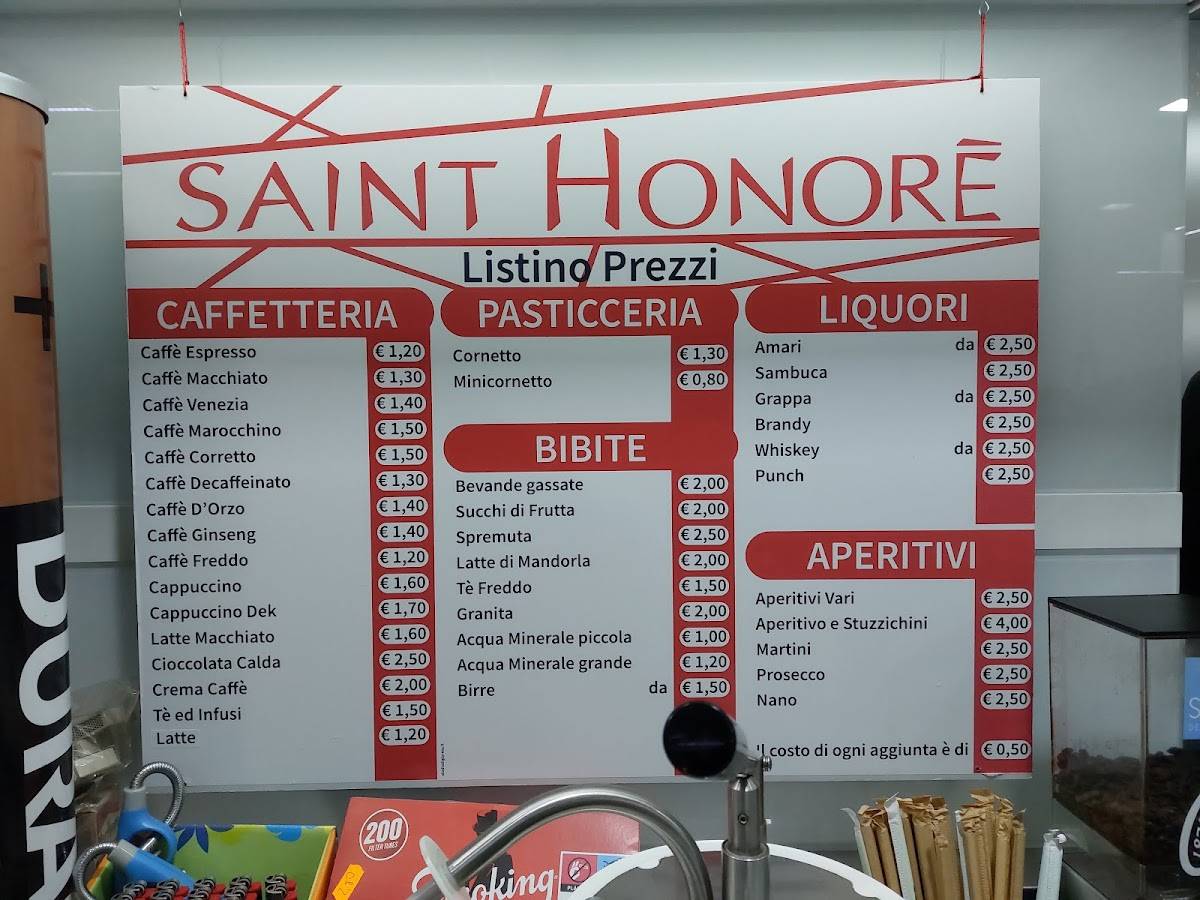 SAINT HONORÊ
Listino Prezzi
CAFFETTERIA
Caffè Espresso € 1,20
Caffè Macchiato € 1,30
Caffè Venezia € 1,40
Caffè Marocchino € 1,50
Caffè Corretto € 1,50
Caffè Decaffeinato € 1,30
Caffè D'Orzo € 1,40
Caffè Ginseng € 1,40
Caffè Freddo € 1,20
Cappuccino € 1,60
Cappuccino Dek € 1,70
Latte Macchiato € 1,60
Cioccolata Calda € 2,50
Crema Caffè € 2,00
Tè ed Infusi € 1,50
Latte € 1,20
PASTICCERIA
Cornetto € 1,30
Minicornetto € 0,80
BIBITE
Bevande gassate € 2,00
Succhi di Frutta € 2,00
Spremuta € 2,50
Latte di Mandorla € 2,00
Tè Freddo € 1,50
Granita € 2,00
Acqua Minerale piccola € 1,00
Acqua Minerale grande € 1,20
Birre da € 1,50
LIQUORI
Amari da € 2,50
Sambuca € 2,50
Grappa da € 2,50
Brandy € 2,50
Whiskey da € 2,50
Punch € 2,50
APERITIVI
Aperitivi Vari € 2,50
Aperitivo e Stuzzichini € 4,00
Martini € 2,50
Prosecco € 2,50
Nano € 2,50
Il costo di ogni aggiunta è di € 0,50
+
DURA
200
FILTER TUBES
oking